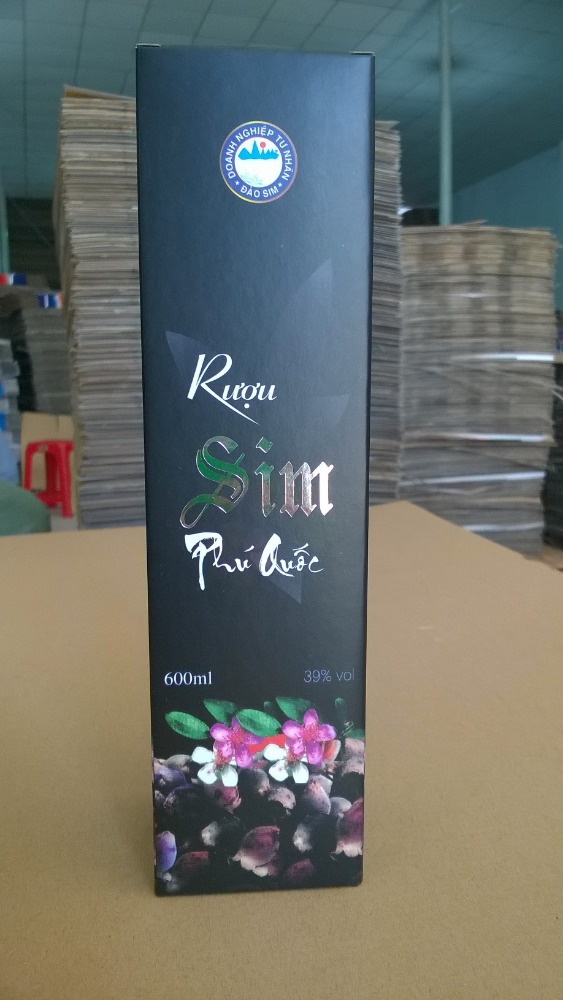 DOANH NGHIỆP TƯ NHÂN
ĐẢO SIM
Rượu
Sim
Phú Quốc
600ml
39% vol